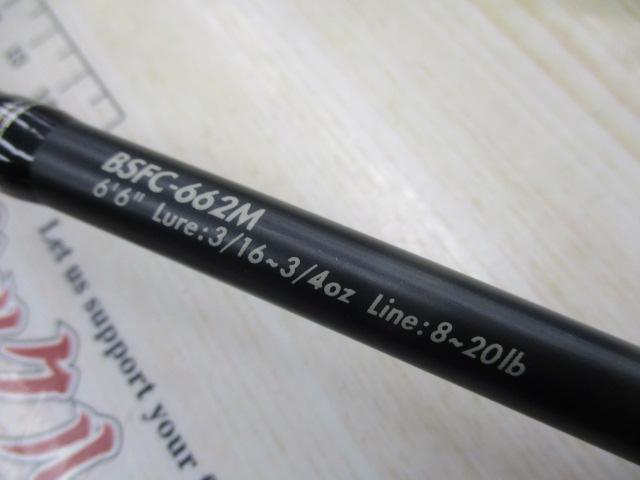 BSFC-662M
6'6" Lure:3/16~3/4oz Line:8~20lb
Let us support your